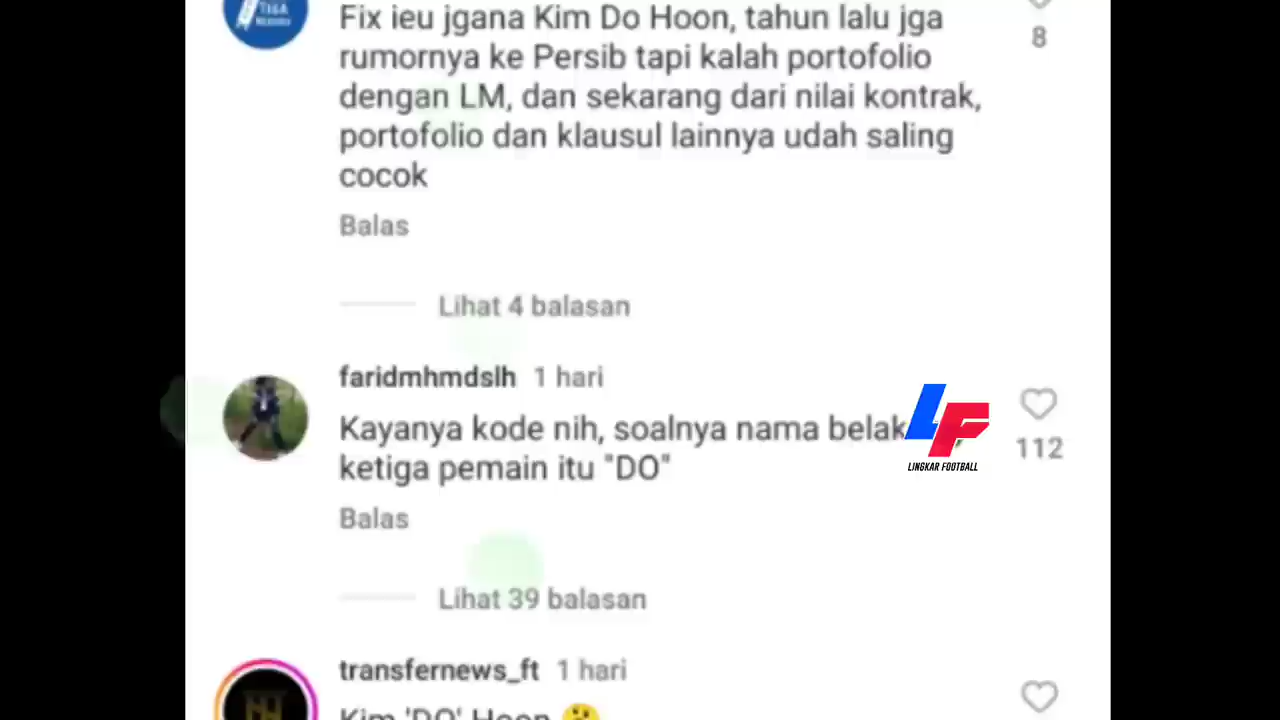 TIGA
Fix ieu jgana Kim Do Hoon, tahun lalu jga
8
rumornya ke Persib tapi kalah portofolio
dengan LM, dan sekarang dari nilai kontrak,
portofolio dan klausul lainnya udah saling
cocok
Balas
Lihat 4 balasan
faridmhmdslh 1 hari
Kayanya kode nih, soalnya nama belak
112
ketiga pemain itu "DO"
LF
LINGKAR FOOTBALL
Balas
Lihat 39 balasan
transfernews_ft 1 hari
Kim 'DO' Hoon